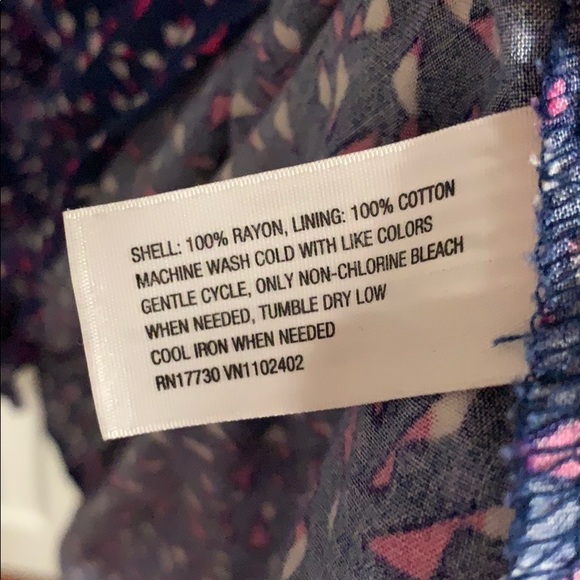 SHELL: 100% RAYON, LINING: 100% COTTON
MACHINE WASH COLD WITH LIKE COLORS
GENTLE CYCLE, ONLY NON-CHLORINE BLEACH
WHEN NEEDED, TUMBLE DRY LOW
COOL IRON WHEN NEEDED
RN17730 VN1102402